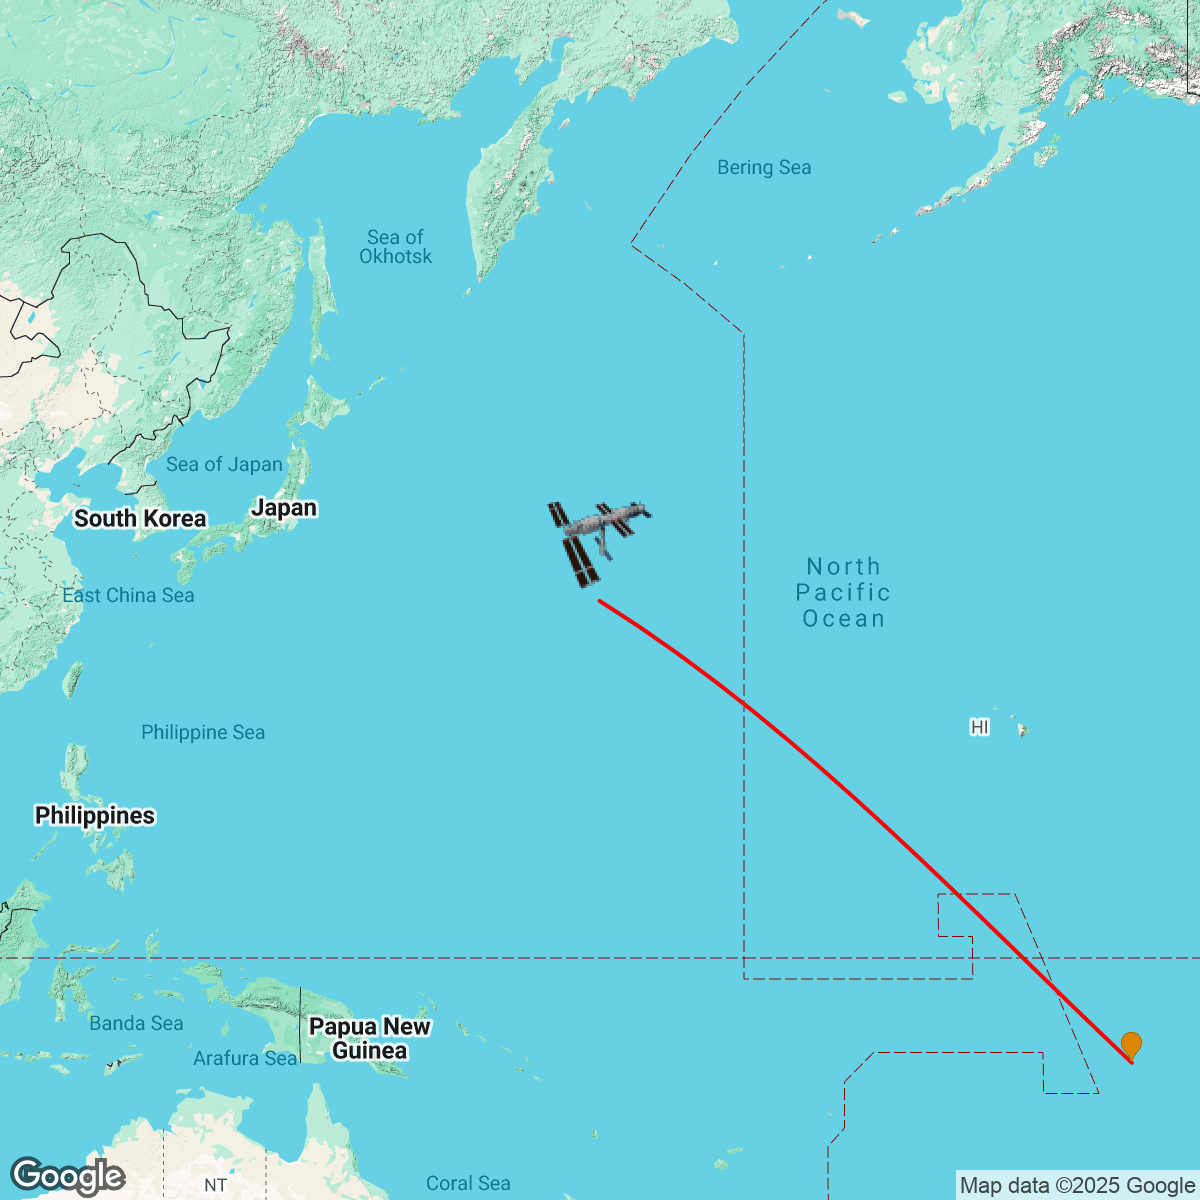 Bering Sea
Sea of
Okhotsk
Sea of Japan
Japan
South Korea
North
Pacific
Ocean
East China Sea
HI
Philippine Sea
Philippines
Papua New
Guinea
Banda Sea
Arafura Sea
NT
Coral Sea
Google
Map data ©2025 Google